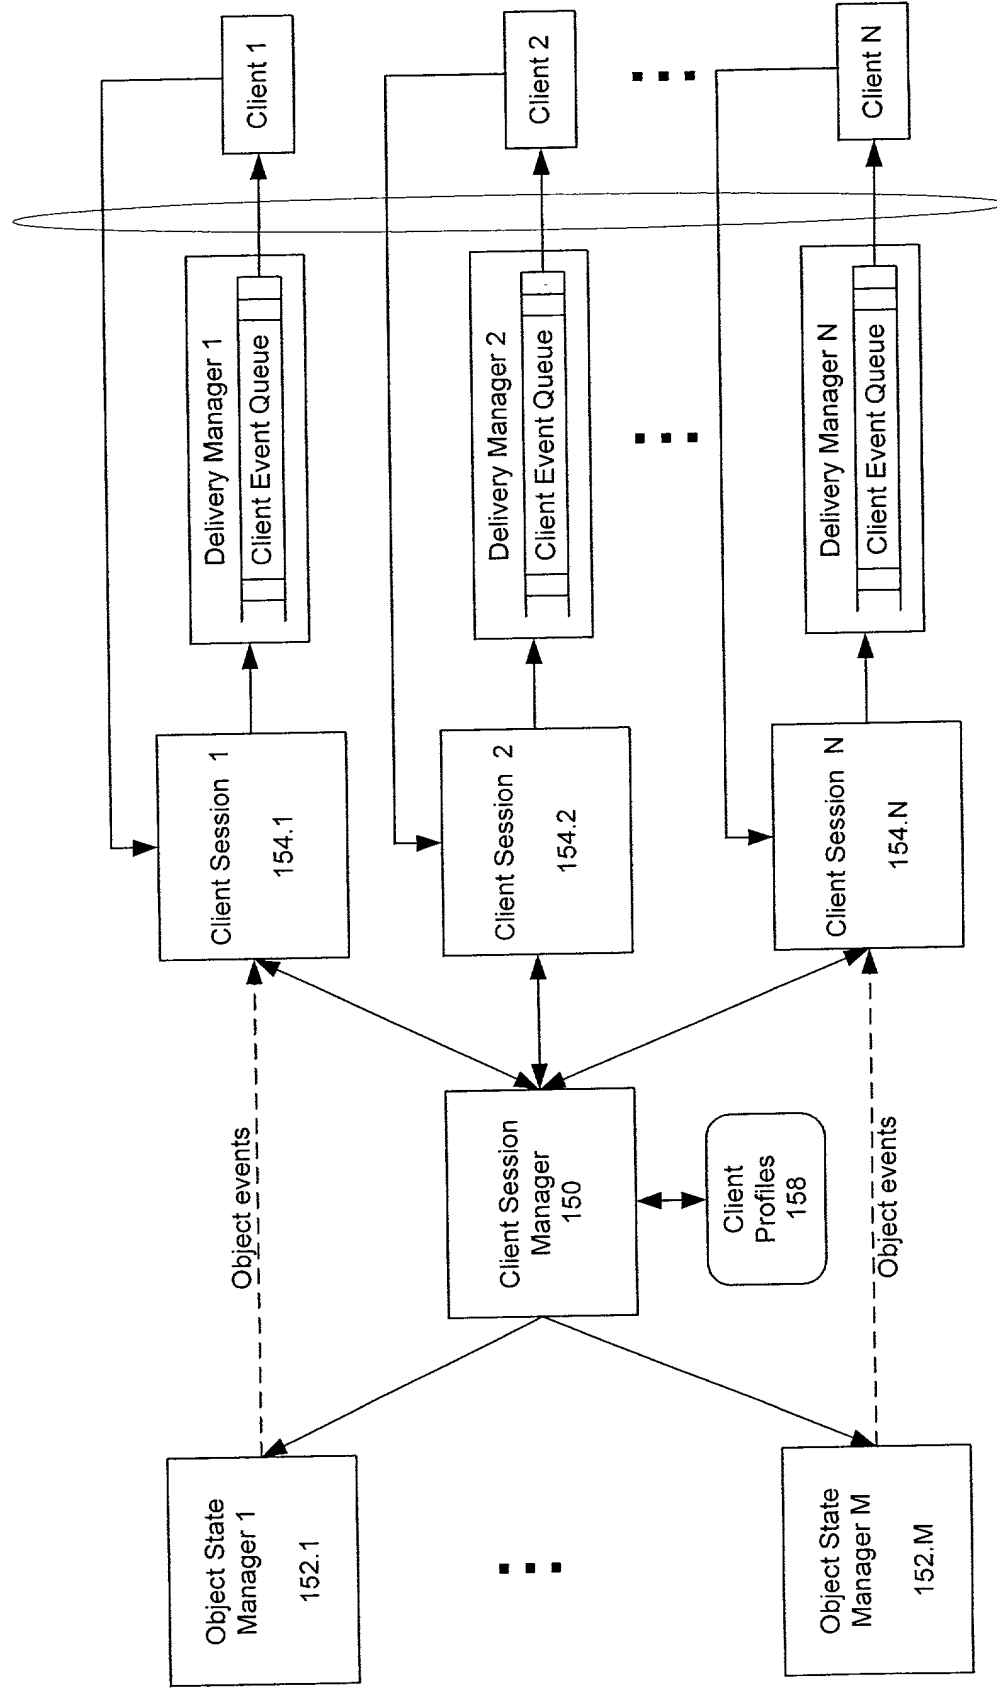 Object State
Manager 1
152.1
Object events
Client Session 1
154.1
Delivery Manager 1
Client Event Queue
Client 1
Client Session
Manager
150
Client
Profiles
158
Client Session 2
154.2
Delivery Manager 2
Client Event Queue
Client 2
Object State
Manager M
152.M
Object events
Client Session N
154.N
Delivery Manager N
Client Event Queue
Client N